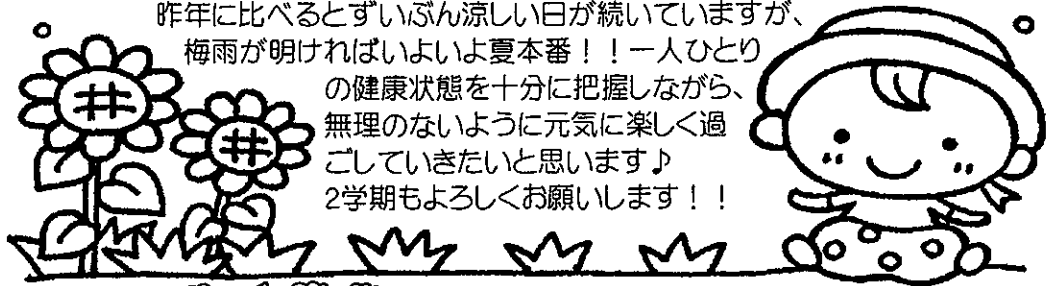 昨年に比べるとずいぶん涼しい日が続いていますが、
梅雨が明ければいよいよ夏本番！！一人ひとり
の健康状態を十分に把握しながら、
無理のないように元気に楽しく過
ごしていきたいと思います♪
2学期もよろしくお願いします！！